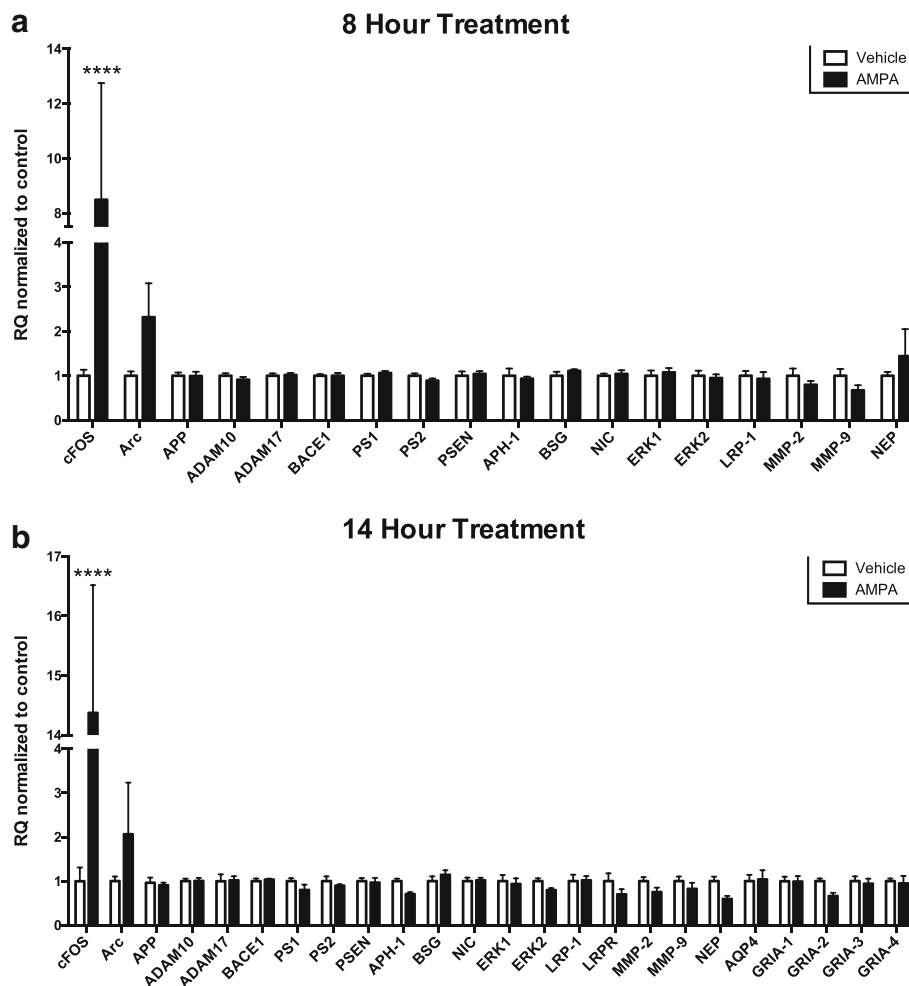 a
8 Hour Treatment
RQ normalized to control
14
12
10
8
4
3
2
1
0
****
Vehicle
AMPA
cFOS
Arc
APP
ADAM10
ADAM17
BACE1
PS1
PS2
PSEN
APH-1
BSG
NIC
ERK1
ERK2
LRP-1
MMP-2
MMP-9
NEP
b
14 Hour Treatment
RQ normalized to control
17
16
15
14
4
3
2
1
0
****
Vehicle
AMPA
cFOS
Arc
APP
ADAM10
ADAM17
BACE1
PS1
PS2
PSEN
APH-1
BSG
NIC
ERK1
ERK2
LRP-1
LRPR
MMP-2
MMP-9
NEP
AQP4
GRIA-1
GRIA-2
GRIA-3
GRIA-4